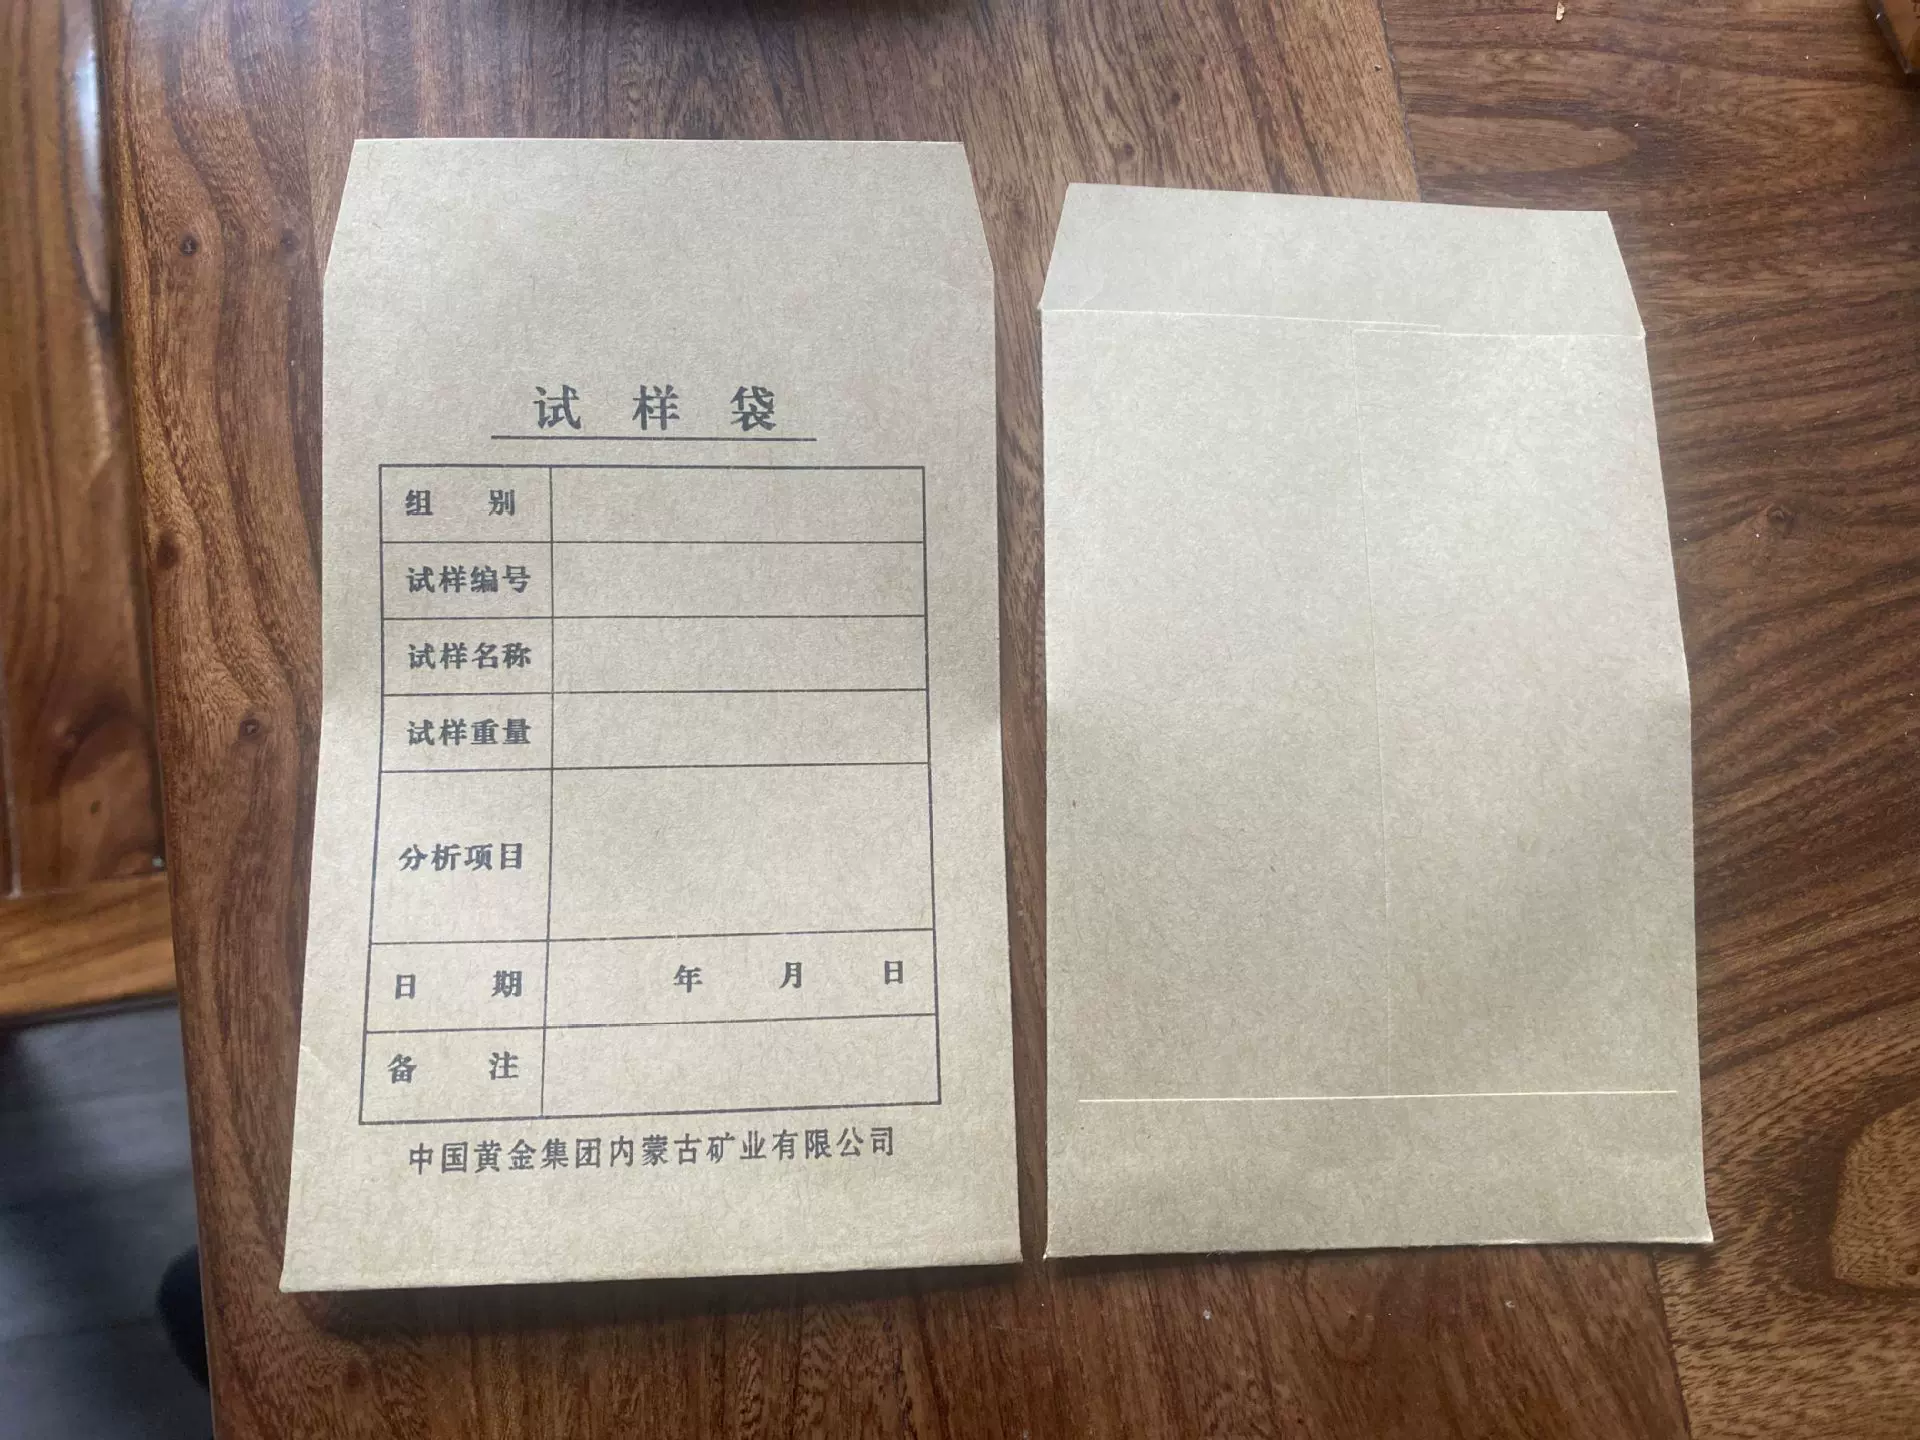 试样袋
组别
试样编号
试样名称
试样重量
分析项目
日期 年 月 日
备注
中国黄金集团内蒙古矿业有限公司